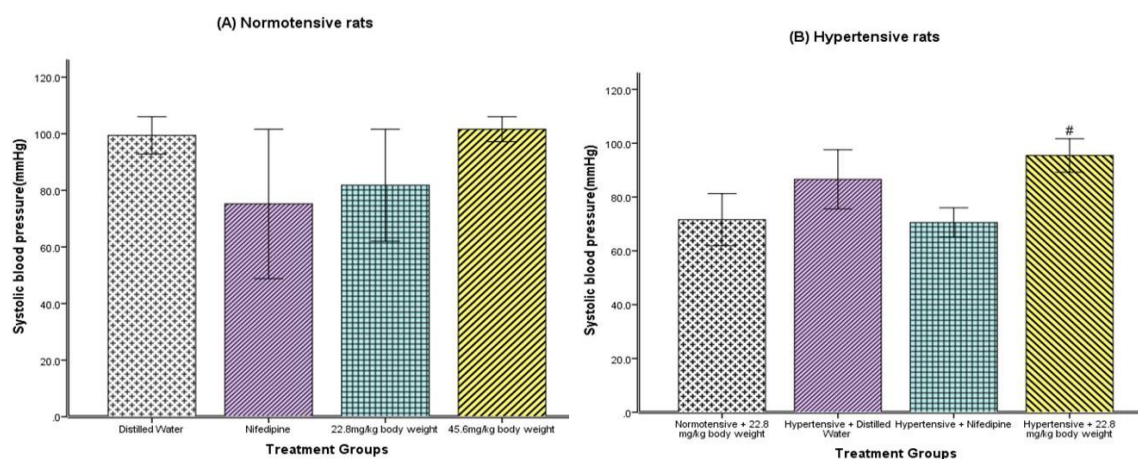 (A) Normotensive rats
120.0
100.0
80.0
60.0
40.0
20.0
.0
Systolic blood pressure(mmHg)
Distilled Water
Nifedipine
22.8mg/kg body weight
45.6mg/kg body weight
Treatment Groups
(B) Hypertensive rats
120.0
100.0
80.0
60.0
40.0
20.0
.0
Systolic blood pressure(mmHg)
#
Normotensive + 22.8
mg/kg body weight
Hypertensive + Distilled
Water
Hypertensive + Nifedipine
Hypertensive + 22.8
mg/kg body weight
Treatment Groups